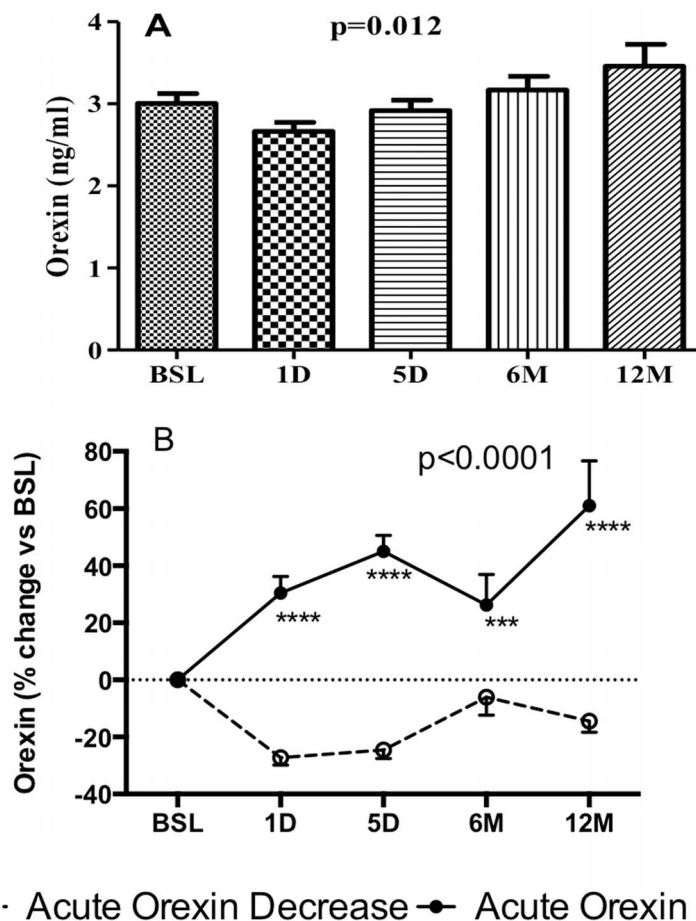 A
p=0.012
Orexin (ng/ml)
4
3
2
1
0
BSL 1D 5D 6M 12M
B
p<0.0001
Orexin (% change vs BSL)
80
60
40
20
0
-20
-40
****
****
***
****
BSL 1D 5D 6M 12M
Acute Orexin Decrease Acute Orexin